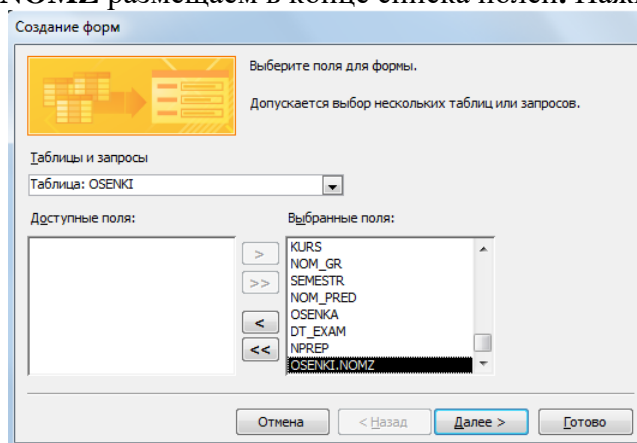 NOMZ размещаем в конце списка полей. Нажм
Создание форм
Выберите поля для формы.
Допускается выбор нескольких таблиц или запросов.
Таблицы и запросы
Таблица: OSENKI
Доступные поля:
Выбранные поля:
>
>>
<
<<
KURS
NOM_GR
SEMESTR
NOM_PRED
OSENKA
DT_EXAM
NPREP
OSENKI.NOMZ
Отмена
< Назад
Далее >
Готово